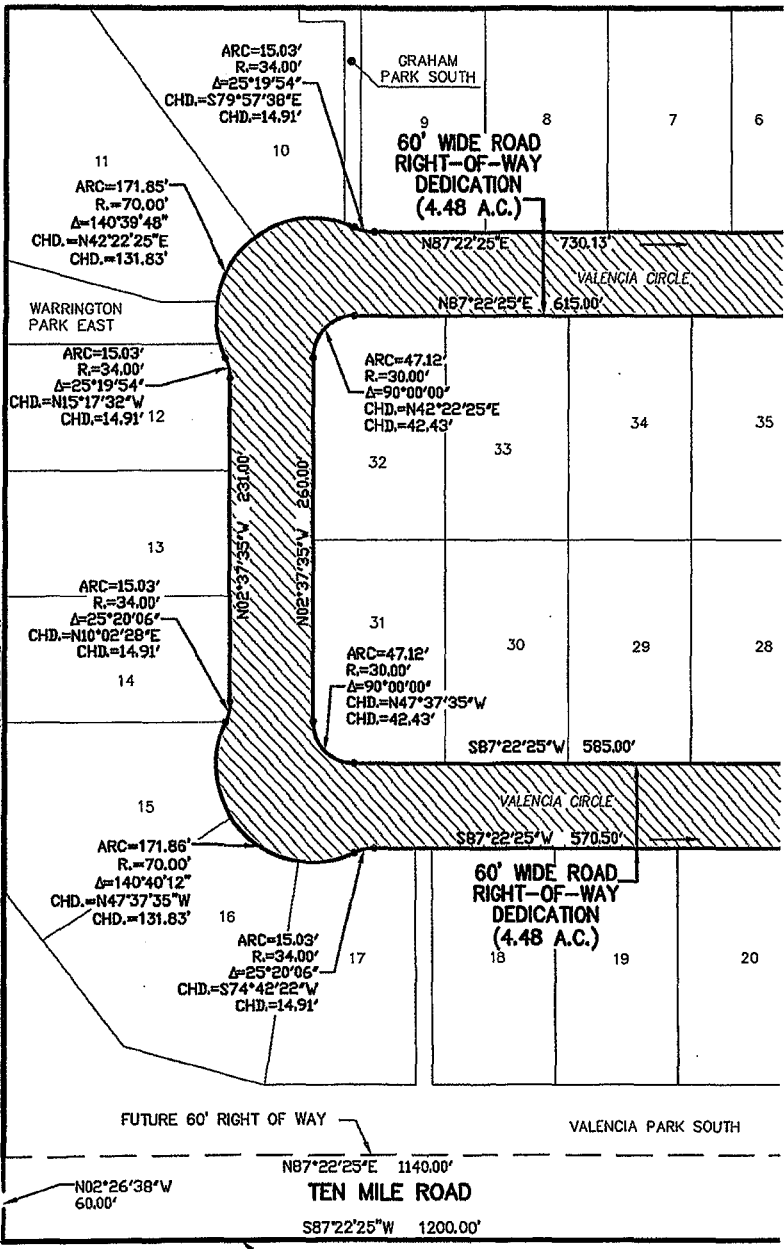 ARC=15.03'
R.=34.00'
Δ=25°19'54"
CHD.=S79°57'38"E
CHD.=14.91'
GRAHAM
PARK SOUTH
9
8
7
6
10
11
60' WIDE ROAD
RIGHT-OF-WAY
DEDICATION
(4.48 A.C.)
ARC=171.85'
R.=70.00'
Δ=140°39'48"
CHD.=N42°22'25"E
CHD.=131.83'
N87°22'25"E 730.13'
VALENCIA CIRCLE
N87°22'25"E 615.00'
WARRINGTON
PARK EAST
ARC=15.03'
R.=34.00'
Δ=25°19'54"
CHD.=N15°17'32"W
CHD.=14.91'
12
ARC=47.12'
R.=30.00'
Δ=90°00'00"
CHD.=N42°22'25"E
CHD.=42.43'
32
33
34
35
N02°37'35"W 231.00'
N02°37'35"W 260.00'
13
ARC=15.03'
R.=34.00'
Δ=25°20'06"
CHD.=N10°02'28"E
CHD.=14.91'
14
31
30
29
28
ARC=47.12'
R.=30.00'
Δ=90°00'00"
CHD.=N47°37'35"W
CHD.=42.43'
S87°22'25"W 585.00'
VALENCIA CIRCLE
S87°22'25"W 570.50'
15
ARC=171.86'
R.=70.00'
Δ=140°40'12"
CHD.=N47°37'35"W
CHD.=131.83'
16
60' WIDE ROAD
RIGHT-OF-WAY
DEDICATION
(4.48 A.C.)
ARC=15.03'
R.=34.00'
Δ=25°20'06"
CHD.=S74°42'22"W
CHD.=14.91'
17
18
19
20
FUTURE 60' RIGHT OF WAY
VALENCIA PARK SOUTH
N87°22'25"E 1140.00'
N02°26'38"W
60.00'
TEN MILE ROAD
S87°22'25"W 1200.00'